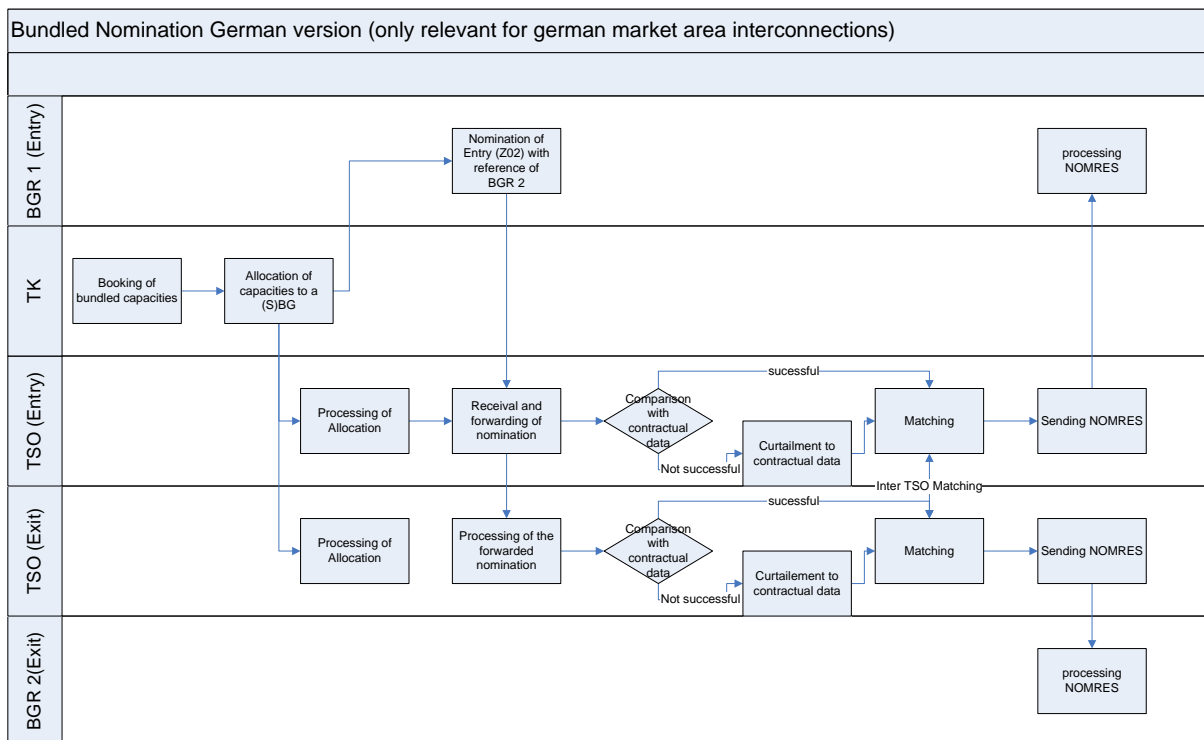 Bundled Nomination German version (only relevant for german market area interconnections)
BGR 1 (Entry)
Nomination of
Entry (Z02) with
reference of
BGR 2
processing
NOMRES
TK
Booking of
bundled capacities
Allocation of
capacities to a
(S)BG
TSO (Entry)
Processing of
Allocation
Receival and
forwarding of
nomination
Comparison
with
contractual
data
sucessful
Not successful
Curtailment to
contractual data
Matching
Sending NOMRES
Inter TSO Matching
TSO (Exit)
Processing of
Allocation
Processing of the
forwarded
nomination
Comparison
with
contractual
data
sucessful
Not successful
Curtailement to
contractual data
Matching
Sending NOMRES
BGR 2(Exit)
processing
NOMRES